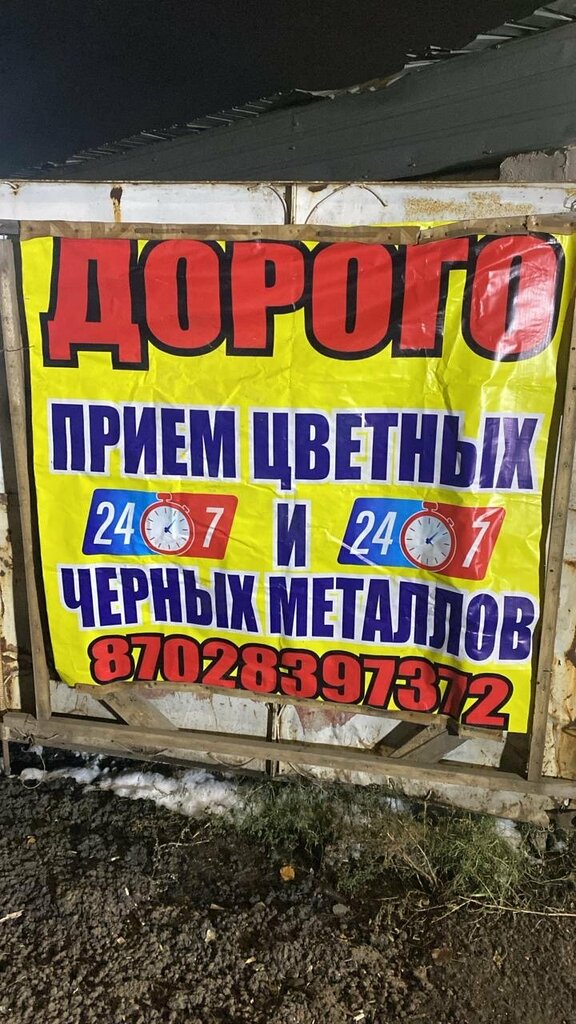 ДОРОГО
ПРИЕМ ЦВЕТНЫХ
24 7 И 24 7
ЧЕРНЫХ МЕТАЛЛОВ
87028397372